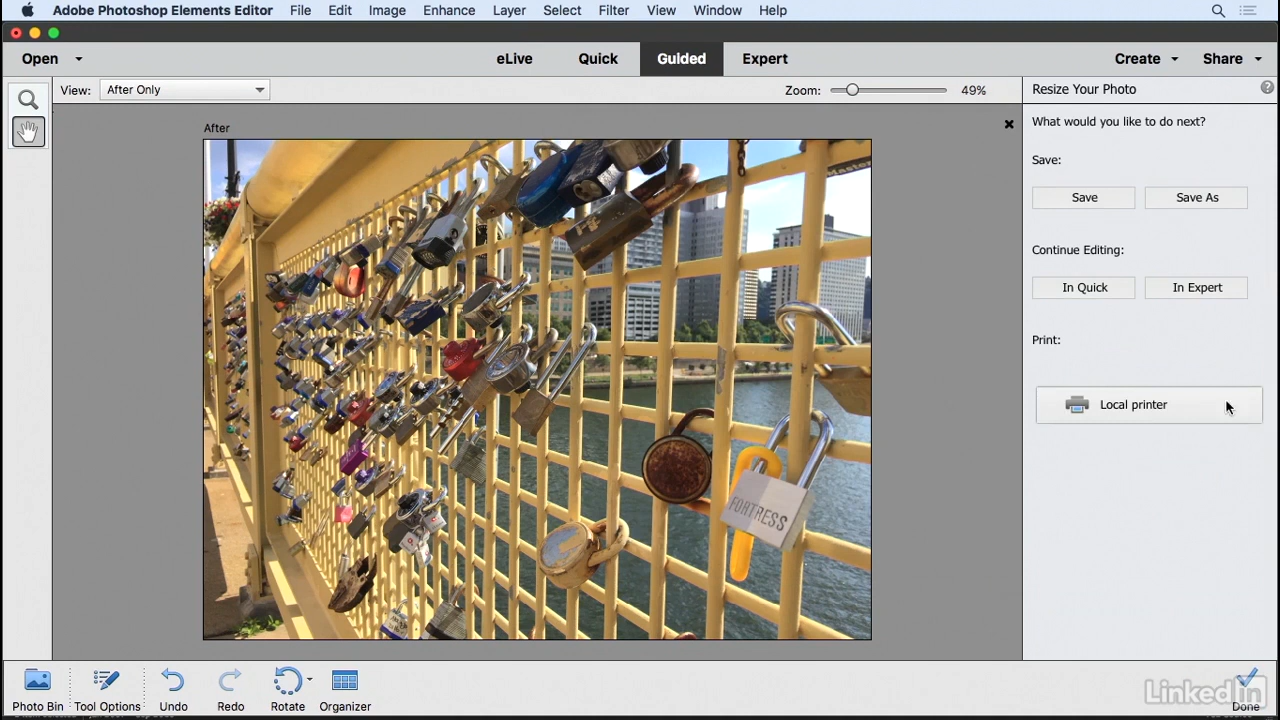 Adobe Photoshop Elements Editor File Edit Image Enhance Layer Select Filter View Window Help
Open eLive Quick Guided Expert Create Share
View: After Only Zoom: 49% Resize Your Photo
After
What would you like to do next?
Save:
Save Save As
Continue Editing:
In Quick In Expert
Print:
Local printer
Master
FORTRESS
Photo Bin Tool Options Undo Redo Rotate Organizer Done
LinkedIn